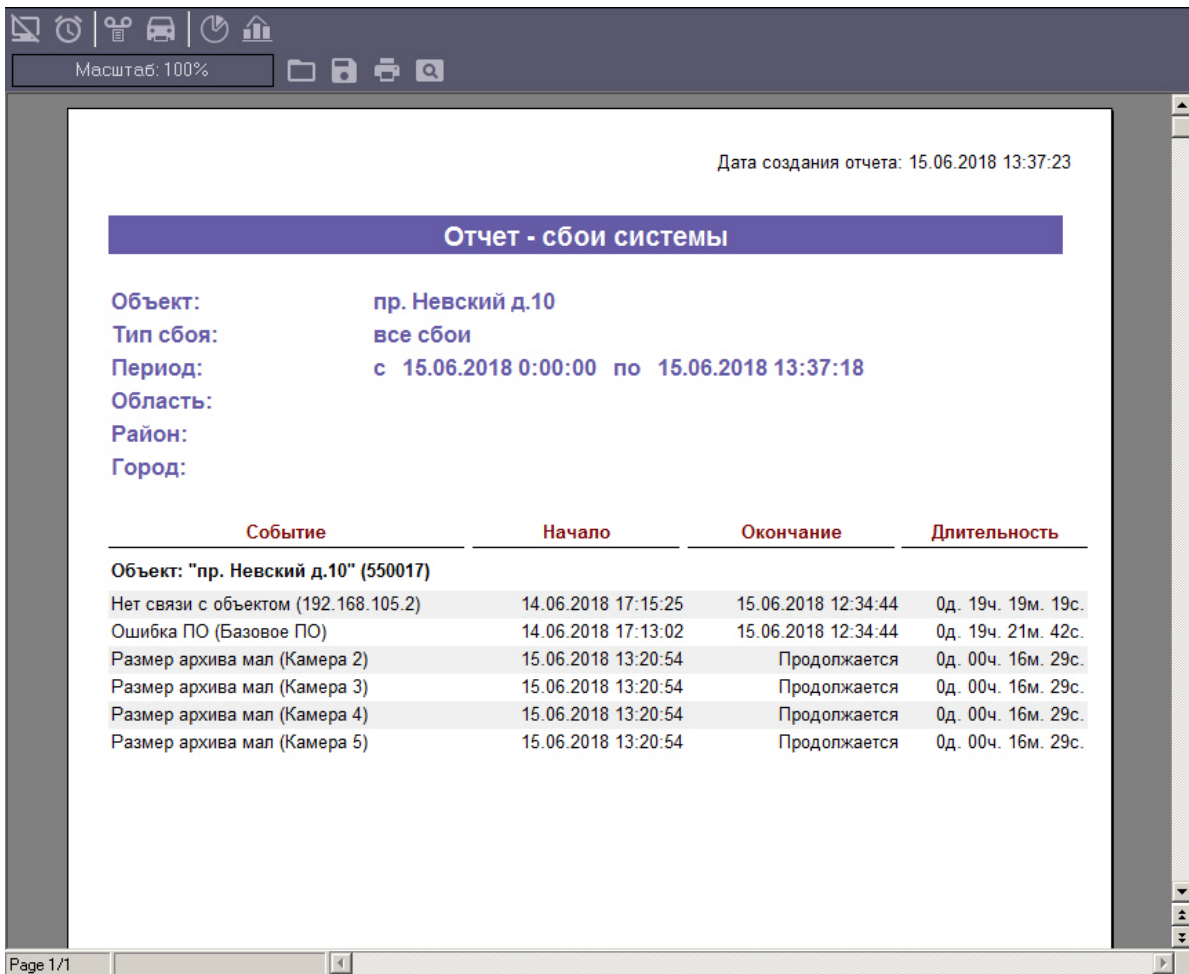 Масштаб: 100%
Дата создания отчета: 15.06.2018 13:37:23
Отчет - сбои системы
Объект: пр. Невский д.10
Тип сбоя: все сбои
Период: с 15.06.2018 0:00:00 по 15.06.2018 13:37:18
Область:
Район:
Город:
Событие Начало Окончание Длительность
Объект: "пр. Невский д.10" (550017)
Нет связи с объектом (192.168.105.2) 14.06.2018 17:15:25 15.06.2018 12:34:44 0д. 19ч. 19м. 19с.
Ошибка ПО (Базовое ПО) 14.06.2018 17:13:02 15.06.2018 12:34:44 0д. 19ч. 21м. 42с.
Размер архива мал (Камера 2) 15.06.2018 13:20:54 Продолжается 0д. 00ч. 16м. 29с.
Размер архива мал (Камера 3) 15.06.2018 13:20:54 Продолжается 0д. 00ч. 16м. 29с.
Размер архива мал (Камера 4) 15.06.2018 13:20:54 Продолжается 0д. 00ч. 16м. 29с.
Размер архива мал (Камера 5) 15.06.2018 13:20:54 Продолжается 0д. 00ч. 16м. 29с.
Page 1/1